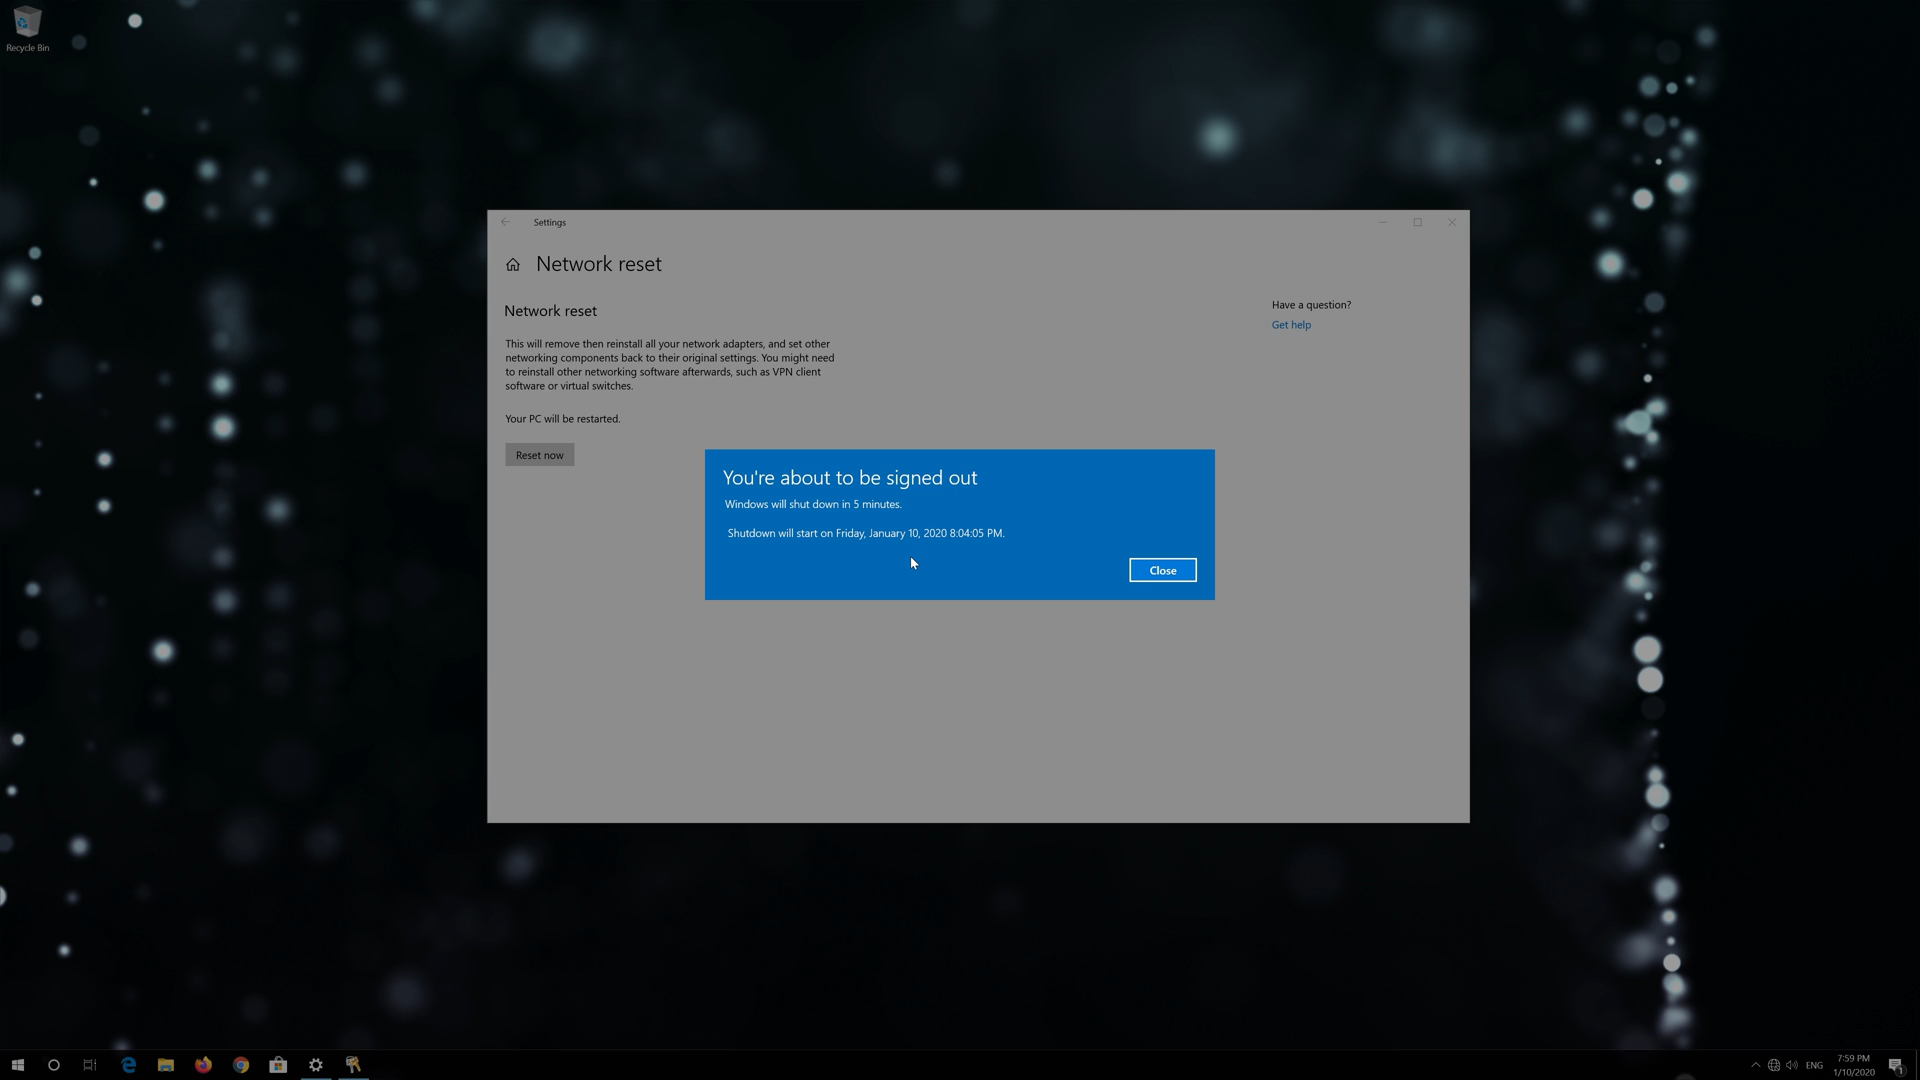 Recycle Bin
Settings
Network reset
Network reset
This will remove then reinstall all your network adapters, and set other
networking components back to their original settings. You might need
to reinstall other networking software afterwards, such as VPN client
software or virtual switches.
Your PC will be restarted.
Reset now
Have a question?
Get help
You're about to be signed out
Windows will shut down in 5 minutes.
Shutdown will start on Friday, January 10, 2020 8:04:05 PM.
Close
ENG
7:59 PM
1/10/2020
1